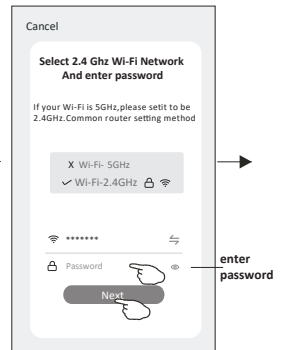 Cancel
Select 2.4 Ghz Wi-Fi Network
And enter password
If your Wi-Fi is 5GHz,please setit to be
2.4GHz.Common router setting method
X Wi-Fi- 5GHz
✓ Wi-Fi-2.4GHz
*******
Password
enter
password
Next